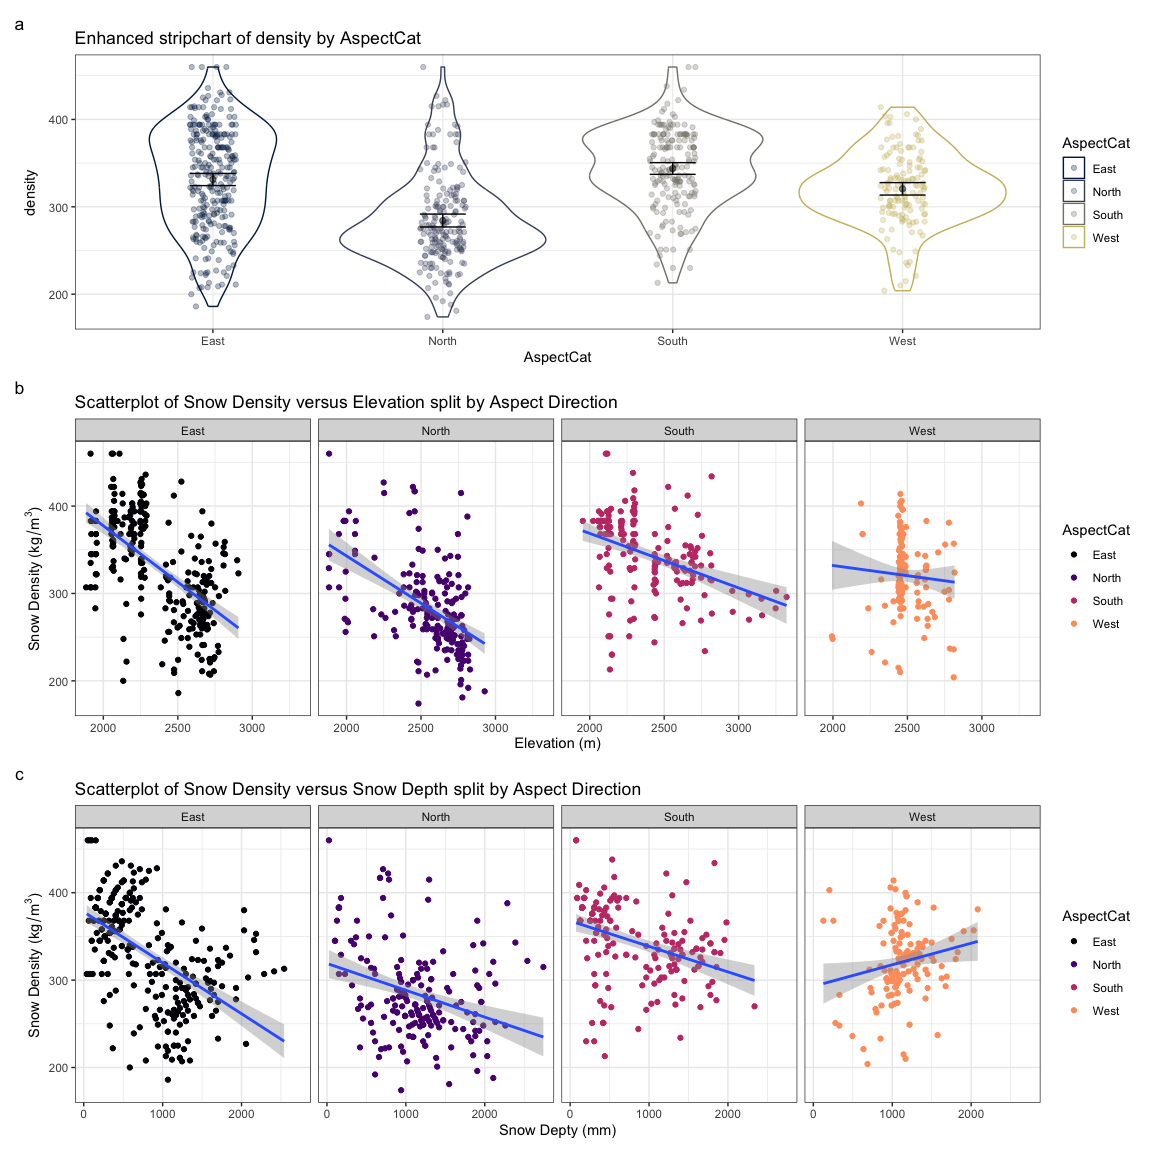 a
Enhanced stripchart of density by AspectCat
density
400
300
200
East North South West
AspectCat
AspectCat
East
North
South
West
b
Scatterplot of Snow Density versus Elevation split by Aspect Direction
East North South West
Snow Density (kg/m³)
400
300
200
2000 2500 3000 2000 2500 3000 2000 2500 3000 2000 2500 3000
Elevation (m)
AspectCat
East
North
South
West
c
Scatterplot of Snow Density versus Snow Depth split by Aspect Direction
East North South West
Snow Density (kg/m³)
400
300
200
0 1000 2000 0 1000 2000 0 1000 2000 0 1000 2000
Snow Depty (mm)
AspectCat
East
North
South
West